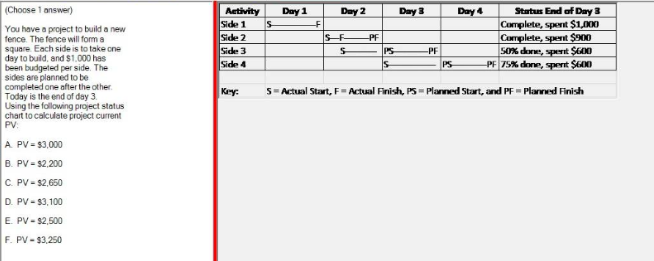 (Choose 1 answer)
You have a project to build a new
fence. The fence will form a
square. Each side is to take one
day to build, and $1,000 has
been budgeted per side. The
sides are planned to be
completed one after the other.
Today is the end of day 3.
Using the following project status
chart to calculate project current
PV:
A. PV = $3,000
B. PV = $2,200
C. PV = $2,650
D. PV = $3,100
E. PV = $2,500
F. PV = $3,250
Activity Day 1 Day 2 Day 3 Day 4 Status End of Day 3
Side 1 S F Complete, spent $1,000
Side 2 S F PF Complete, spent $900
Side 3 S PS PF 50% done, spent $600
Side 4 S PS PF 75% done, spent $600
Key: S = Actual Start, F = Actual Finish, PS = Planned Start, and PF = Planned Finish